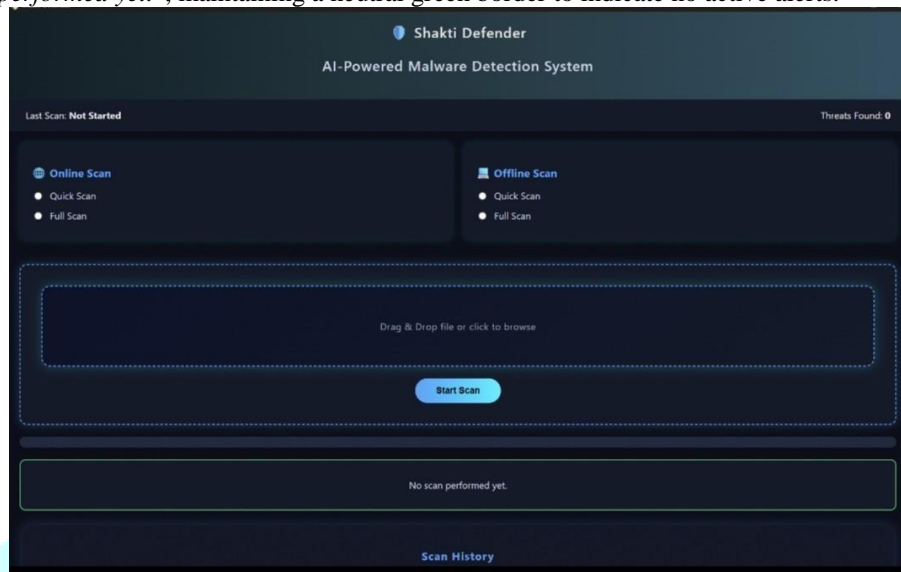 performed yet.", maintaining a neutral green border to indicate no active alerts.
Shakti Defender
AI-Powered Malware Detection System
Last Scan: Not Started
Threats Found: 0
Online Scan
Quick Scan
Full Scan
Offline Scan
Quick Scan
Full Scan
Drag & Drop file or click to browse
Start Scan
No scan performed yet.
Scan History